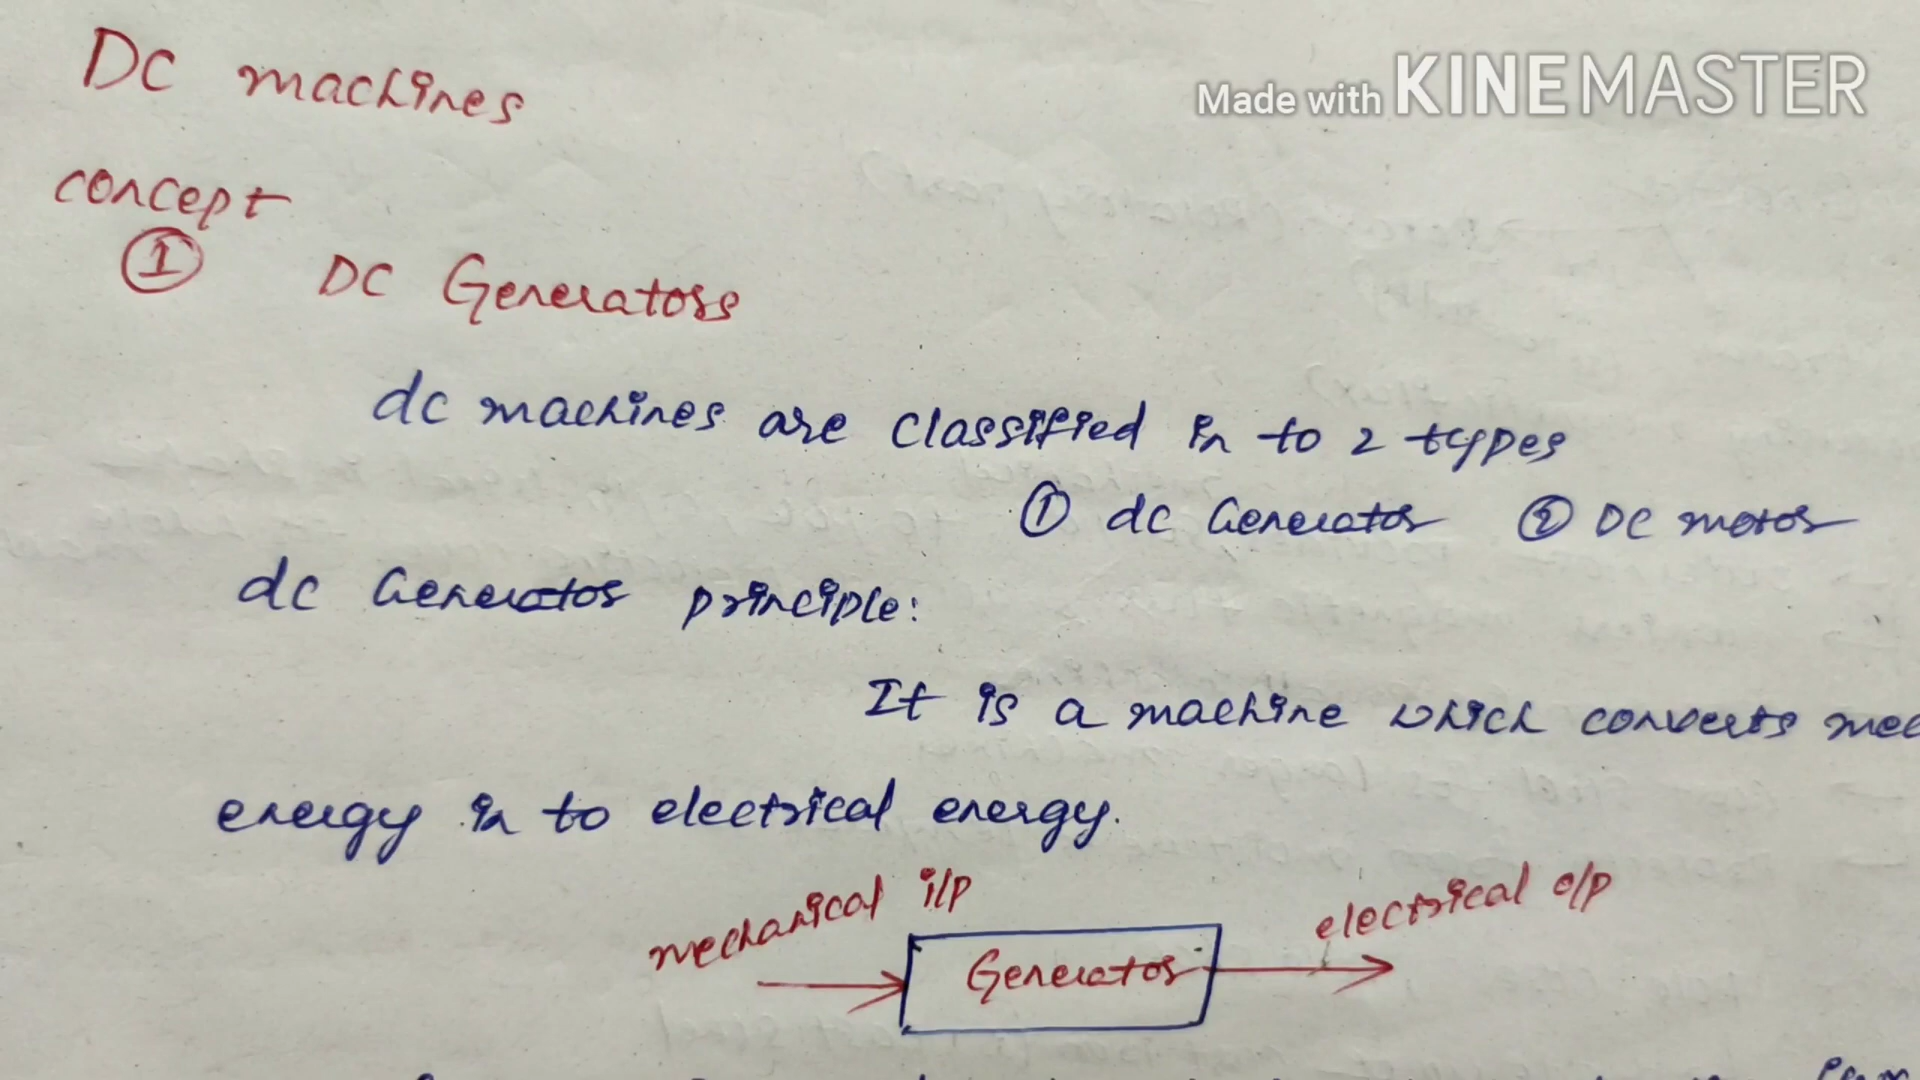 DC machines
Made with KINEMASTER
concept
① DC Generators
dc machines are classified in to 2 types
① dc Generator ② DC motor
dc Generator principle:
It is a machine which converts mec
energy in to electrical energy.
mechanical i/p
electrical o/p
Generator